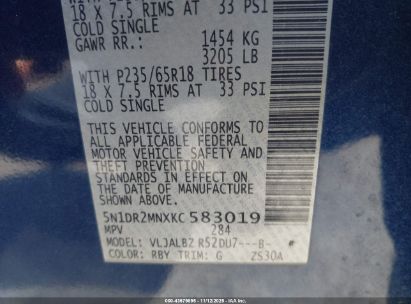 18 X 7.5 RIMS AT 33 PSI
COLD SINGLE
GAWR RR.: 1454 KG
3205 LB
WITH P235/65R18 TIRES
18 X 7.5 RIMS AT 33 PSI
COLD SINGLE
THIS VEHICLE CONFORMS TO
ALL APPLICABLE FEDERAL
MOTOR VEHICLE SAFETY AND
THEFT PREVENTION
STANDARDS IN EFFECT ON
THE DATE OF MANUFACTURE
SHOWN ABOVE.
5N1DR2MNXKC583019
MPV 284
MODEL: VLJALBZ R52DU7---B-
COLOR: RBY TRIM: G ZS30A